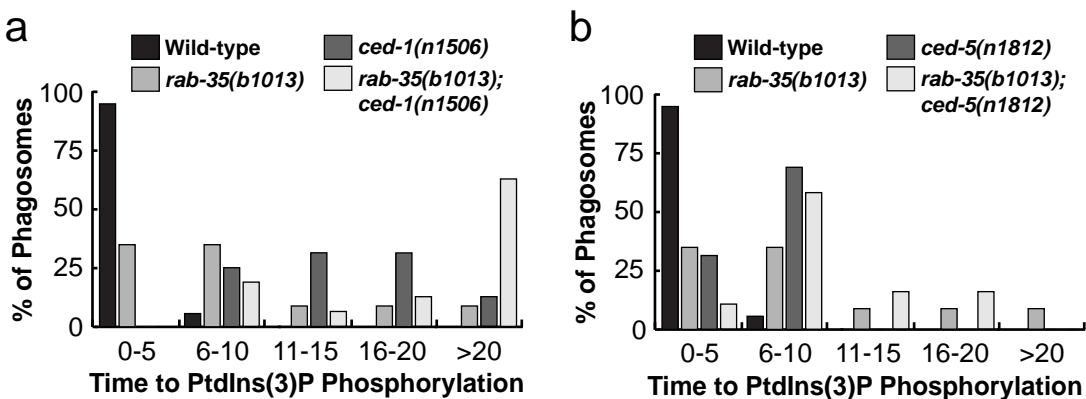 a
Wild-type
ced-1(n1506)
rab-35(b1013)
rab-35(b1013);
ced-1(n1506)
% of Phagosomes
100
75
50
25
0
0-5
6-10
11-15
16-20
>20
Time to PtdIns(3)P Phosphorylation
b
Wild-type
ced-5(n1812)
rab-35(b1013)
rab-35(b1013);
ced-5(n1812)
% of Phagosomes
100
75
50
25
0
0-5
6-10
11-15
16-20
>20
Time to PtdIns(3)P Phosphorylation